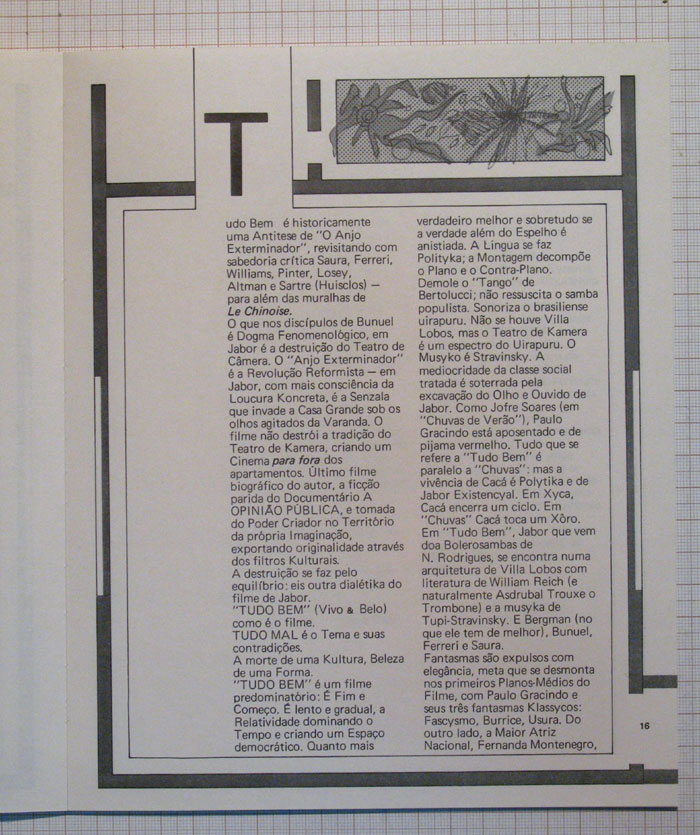 T
udo Bem é historicamente
uma Antitese de "O Anjo
Exterminador", revisitando com
sabedoria crítica Saura, Ferreri,
Williams, Pinter, Losey,
Altman e Sartre (Huisclos) —
para além das muralhas de
Le Chinoise.
O que nos discípulos de Bunuel
é Dogma Fenomenológico, em
Jabor é a destruição do Teatro de
Câmera. O "Anjo Exterminador"
é a Revolução Reformista — em
Jabor, com mais consciência da
Loucura Koncreta, é a Senzala
que invade a Casa Grande sob os
olhos agitados da Varanda. O
filme não destrói a tradição do
Teatro de Kamera, criando um
Cinema para fora dos
apartamentos. Último filme
biográfico do autor, a ficção
parida do Documentário A
OPINIÃO PÚBLICA, e tomada
do Poder Criador no Território
da própria Imaginação,
exportando originalidade através
dos filtros Kulturais.
A destruição se faz pelo
equilíbrio: eis outra dialétika do
filme de Jabor.
"TUDO BEM" (Vivo & Belo)
como é o filme.
TUDO MAL é o Tema e suas
contradições.
A morte de uma Kultura, Beleza
de uma Forma.
"TUDO BEM" é um filme
predominatório: É Fim e
Começo. É lento e gradual, a
Relatividade dominando o
Tempo e criando um Espaço
democrático. Quanto mais
verdadeiro melhor e sobretudo se
a verdade além do Espelho é
anistiada. A Lingua se faz
Polityka; a Montagem decompõe
o Plano e o Contra-Plano.
Demole o "Tango" de
Bertolucci; não ressuscita o samba
populista. Sonoriza o brasiliense
uirapuru. Não se houve Villa
Lobos, mas o Teatro de Kamera
é um espectro do Uirapuru. O
Musyko é Stravinsky. A
mediocridade da classe social
tratada é soterrada pela
excavação do Olho e Ouvido de
Jabor. Como Jofre Soares (em
"Chuvas de Verão"), Paulo
Gracindo está aposentado e de
pijama vermelho. Tudo que se
refere a "Tudo Bem" é
paralelo a "Chuvas": mas a
vivência de Cacá é Polytika e de
Jabor Existencyal. Em Xyca,
Cacá encerra um ciclo. Em
"Chuvas" Cacá toca um Xôro.
Em "Tudo Bem", Jabor que vem
doa Bolerosambas de
N. Rodrigues, se encontra numa
arquitetura de Villa Lobos com
literatura de William Reich (e
naturalmente Asdrubal Trouxe o
Trombone) e a musyka de
Tupi-Stravinsky. E Bergman (no
que ele tem de melhor), Bunuel,
Ferreri e Saura.
Fantasmas são expulsos com
elegância, meta que se desmonta
nos primeiros Planos-Médios do
Filme, com Paulo Gracindo e
seus três fantasmas Klassycos:
Fascysmo, Burrice, Usura. Do
outro lado, a Maior Atriz
Nacional, Fernanda Montenegro,
16